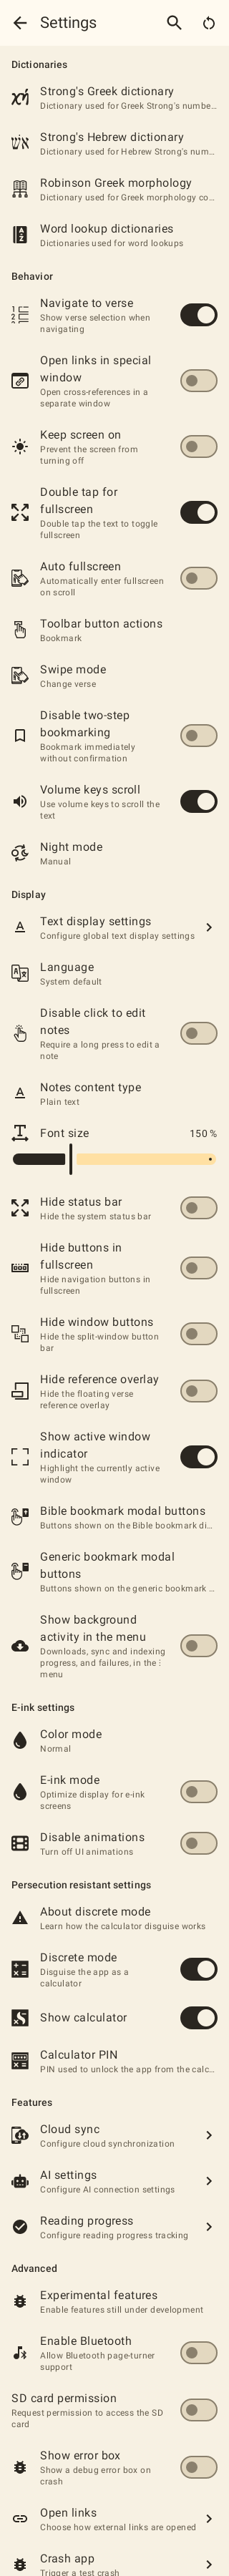 Settings
Dictionaries
Strong's Greek dictionary
Dictionary used for Greek Strong's numbe…
Strong's Hebrew dictionary
Dictionary used for Hebrew Strong's num…
Robinson Greek morphology
Dictionary used for Greek morphology co…
Word lookup dictionaries
Dictionaries used for word lookups
Behavior
Navigate to verse
Show verse selection when
navigating
Open links in special
window
Open cross-references in a
separate window
Keep screen on
Prevent the screen from
turning off
Double tap for
fullscreen
Double tap the text to toggle
fullscreen
Auto fullscreen
Automatically enter fullscreen
on scroll
Toolbar button actions
Bookmark
Swipe mode
Change verse
Disable two-step
bookmarking
Bookmark immediately
without confirmation
Volume keys scroll
Use volume keys to scroll the
text
Night mode
Manual
Display
Text display settings
Configure global text display settings
Language
System default
Disable click to edit
notes
Require a long press to edit a
note
Notes content type
Plain text
Font size 150 %
Hide status bar
Hide the system status bar
Hide buttons in
fullscreen
Hide navigation buttons in
fullscreen
Hide window buttons
Hide the split-window button
bar
Hide reference overlay
Hide the floating verse
reference overlay
Show active window
indicator
Highlight the currently active
window
Bible bookmark modal buttons
Buttons shown on the Bible bookmark di…
Generic bookmark modal
buttons
Buttons shown on the generic bookmark …
Show background
activity in the menu
Downloads, sync and indexing
progress, and failures, in the ⋮
menu
E-ink settings
Color mode
Normal
E-ink mode
Optimize display for e-ink
screens
Disable animations
Turn off UI animations
Persecution resistant settings
About discrete mode
Learn how the calculator disguise works
Discrete mode
Disguise the app as a
calculator
Show calculator
Calculator PIN
PIN used to unlock the app from the calc…
Features
Cloud sync
Configure cloud synchronization
AI settings
Configure AI connection settings
Reading progress
Configure reading progress tracking
Advanced
Experimental features
Enable features still under development
Enable Bluetooth
Allow Bluetooth page-turner
support
SD card permission
Request permission to access the SD
card
Show error box
Show a debug error box on
crash
Open links
Choose how external links are opened
Crash app
Trigger a test crash